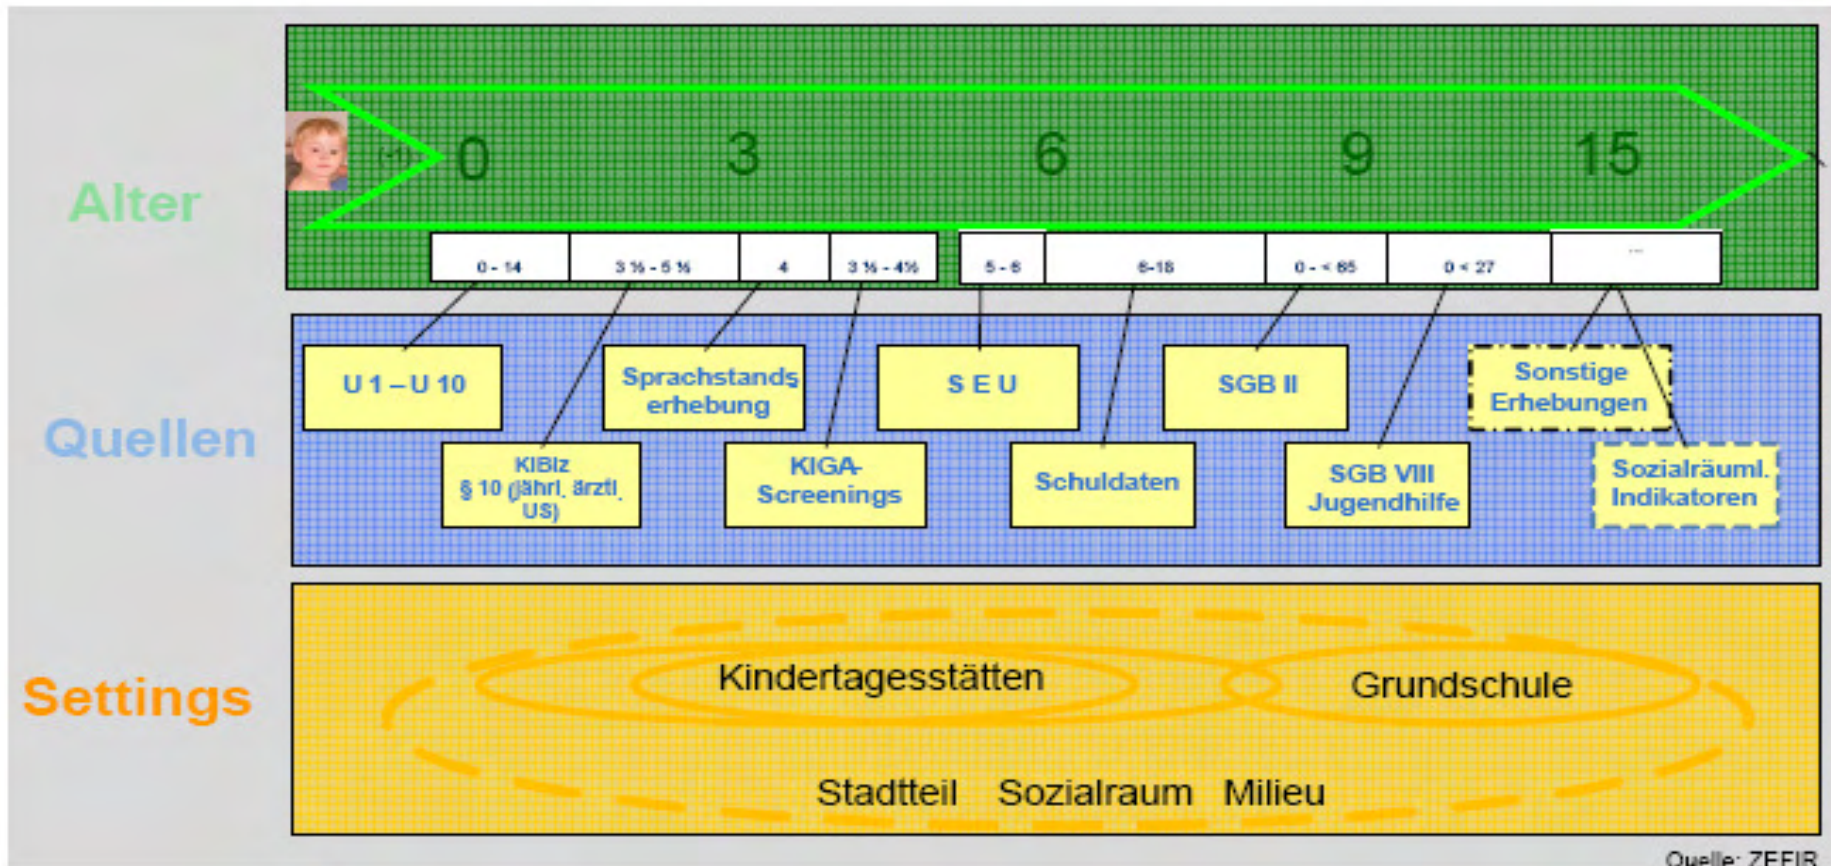 Alter
(-1) 0 3 6 9 15
0 - 14 3 ½ - 5 ½ 4 3 ½ - 4½ 5 - 6 6-18 0 - < 65 0 < 27 ...
Quellen
U 1 – U 10
Sprachstands
erhebung
S E U
SGB II
Sonstige
Erhebungen
KIBIz
§ 10 (jährl. ärztl.
US)
KIGA-
Screenings
Schuldaten
SGB VIII
Jugendhilfe
Sozialräuml.
Indikatoren
Settings
Kindertagesstätten
Grundschule
Stadtteil Sozialraum Milieu
Quelle: ZEFIR